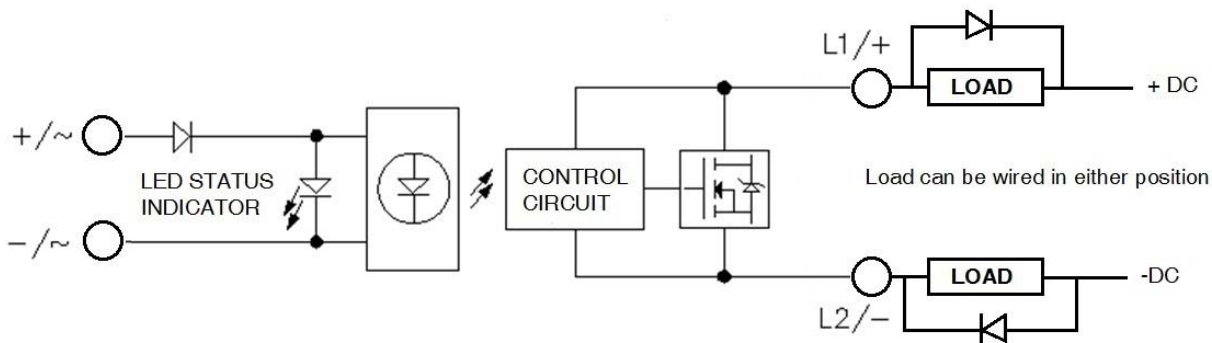 L1/+
LOAD
+ DC
+/~
LED STATUS
INDICATOR
CONTROL
CIRCUIT
Load can be wired in either position
-/~
LOAD
-DC
L2/-